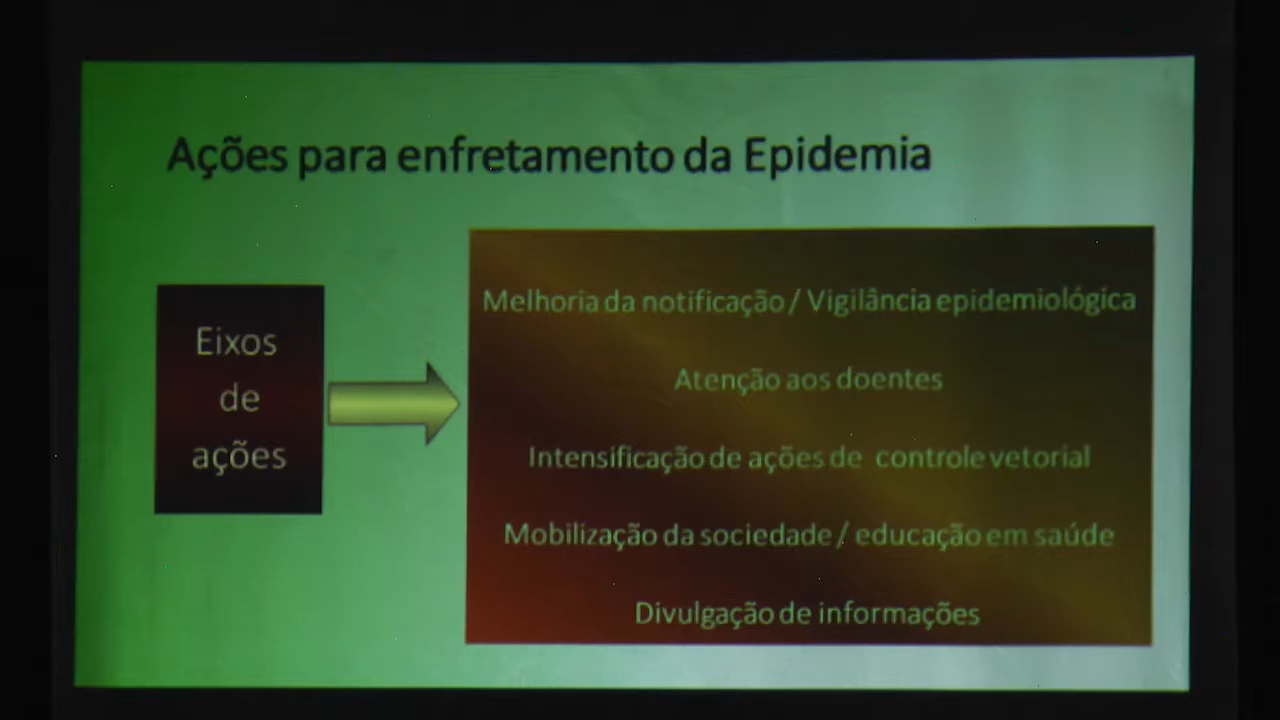 Ações para enfretamento da Epidemia
Eixos
de
ações
Melhoria da notificação / Vigilância epidemiológica
Atenção aos doentes
Intensificação de ações de controle vetorial
Mobilização da sociedade / educação em saúde
Divulgação de informações